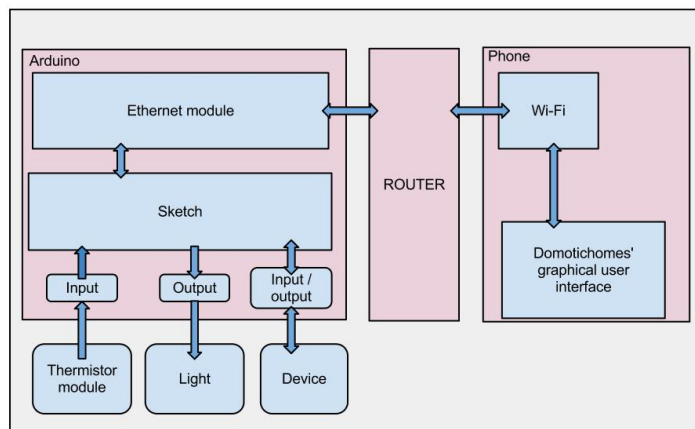 Arduino
Ethernet module
Sketch
Input
Output
Input /
output
Thermistor
module
Light
Device
ROUTER
Phone
Wi-Fi
Domotichomes'
graphical user
interface